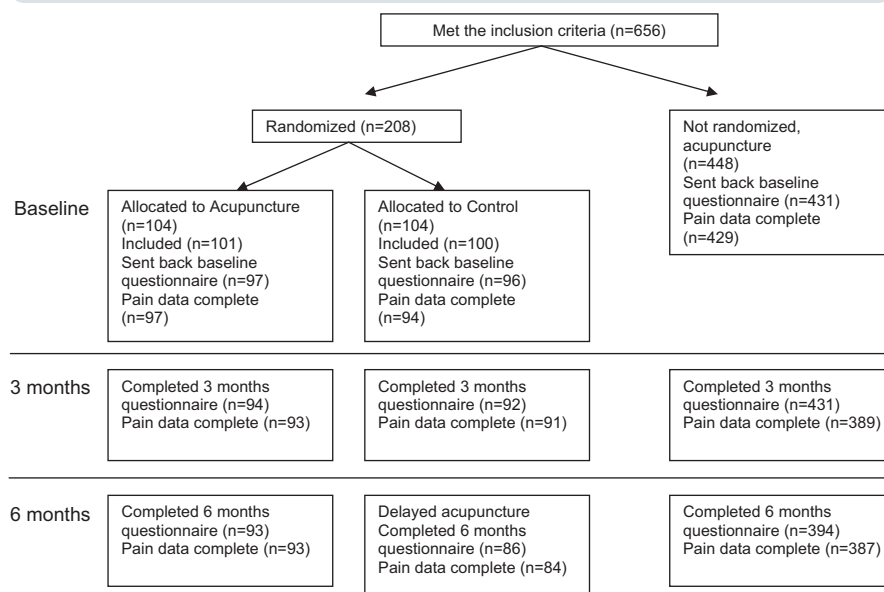 Met the inclusion criteria (n=656)
Randomized (n=208)
Not randomized,
acupuncture
(n=448)
Sent back baseline
questionnaire (n=431)
Pain data complete
(n=429)
Baseline
Allocated to Acupuncture
(n=104)
Included (n=101)
Sent back baseline
questionnaire (n=97)
Pain data complete
(n=97)
Allocated to Control
(n=104)
Included (n=100)
Sent back baseline
questionnaire (n=96)
Pain data complete
(n=94)
3 months
Completed 3 months
questionnaire (n=94)
Pain data complete (n=93)
Completed 3 months
questionnaire (n=92)
Pain data complete (n=91)
Completed 3 months
questionnaire (n=431)
Pain data complete (n=389)
6 months
Completed 6 months
questionnaire (n=93)
Pain data complete (n=93)
Delayed acupuncture
Completed 6 months
questionnaire (n=86)
Pain data complete (n=84)
Completed 6 months
questionnaire (n=394)
Pain data complete (n=387)